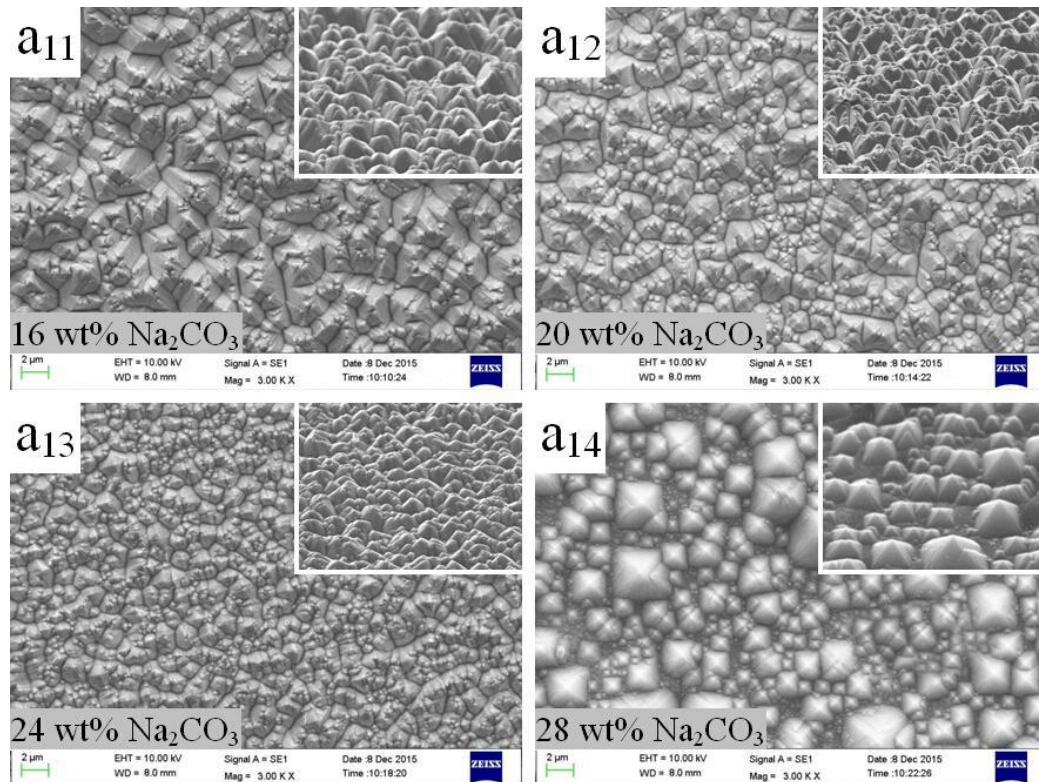 a₁₁
16 wt% Na₂CO₃
2 µm
EHT = 10.00 kV
WD = 8.0 mm
Signal A = SE1
Mag = 3.00 K X
Date :8 Dec 2015
Time :10:10:24
ZEISS
a₁₂
20 wt% Na₂CO₃
2 µm
EHT = 10.00 kV
WD = 8.0 mm
Signal A = SE1
Mag = 3.00 K X
Date :8 Dec 2015
Time :10:14:22
ZEISS
a₁₃
24 wt% Na₂CO₃
2 µm
EHT = 10.00 kV
WD = 8.0 mm
Signal A = SE1
Mag = 3.00 K X
Date :8 Dec 2015
Time :10:18:20
ZEISS
a₁₄
28 wt% Na₂CO₃
2 µm
EHT = 10.00 kV
WD = 8.0 mm
Signal A = SE1
Mag = 3.00 K X
Date :8 Dec 2015
Time :10:22:26
ZEISS